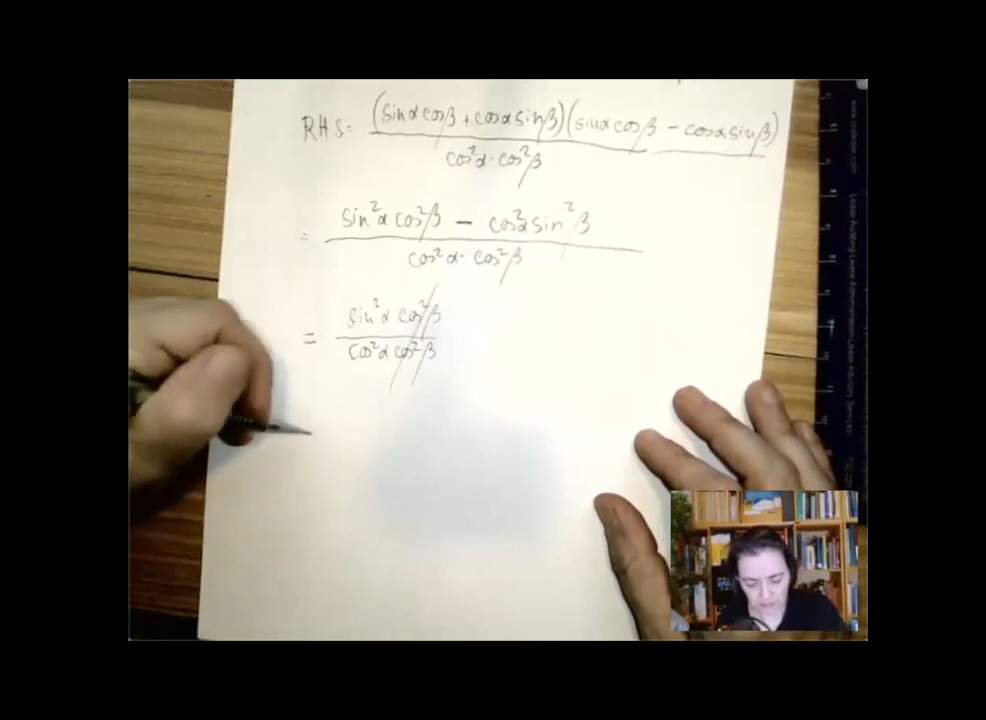 RHS= (sinα cosβ + cosα sinβ)(sinα cosβ - cosα sinβ)
cos²α · cos²β
= sin²α cos²β - cos²α sin²β
cos²α · cos²β
= sin²α cos²β
cos²α cos²β